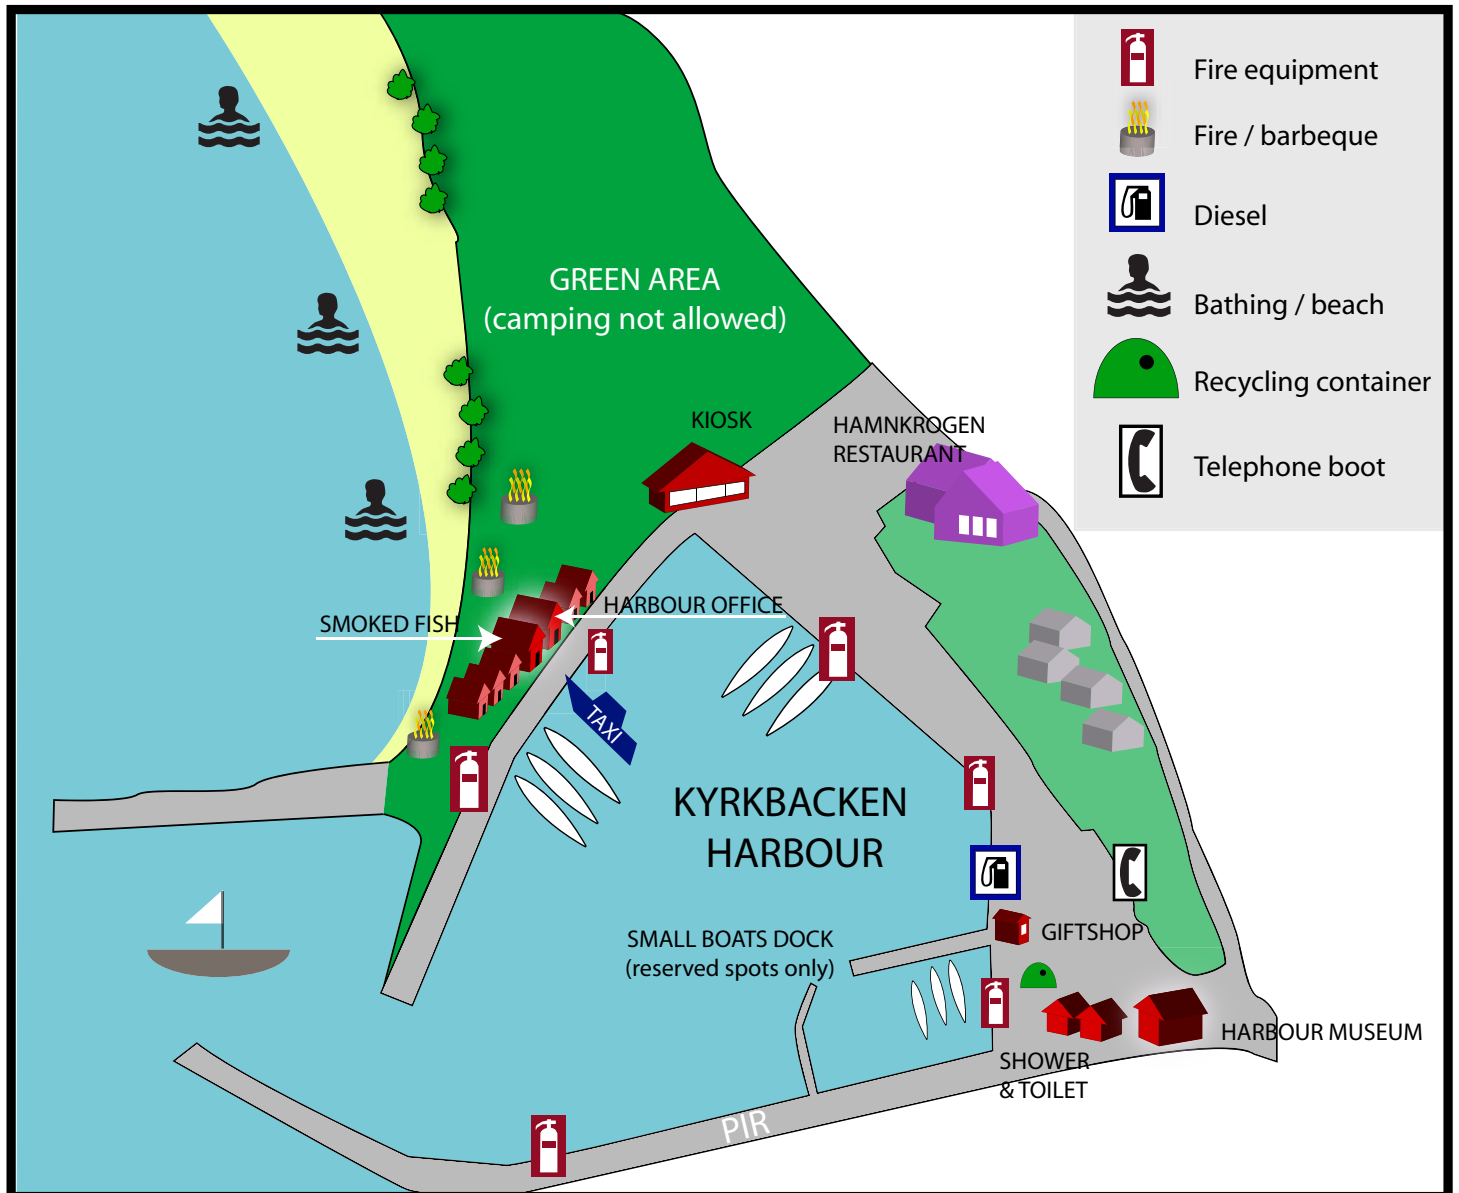 Fire equipment
Fire / barbeque
Diesel
Bathing / beach
Recycling container
Telephone boot
GREEN AREA
(camping not allowed)
KIOSK
HAMNKROGEN
RESTAURANT
HARBOUR OFFICE
SMOKED FISH
TAXI
KYRKBACKEN
HARBOUR
SMALL BOATS DOCK
(reserved spots only)
GIFTSHOP
HARBOUR MUSEUM
SHOWER
& TOILET
PIR